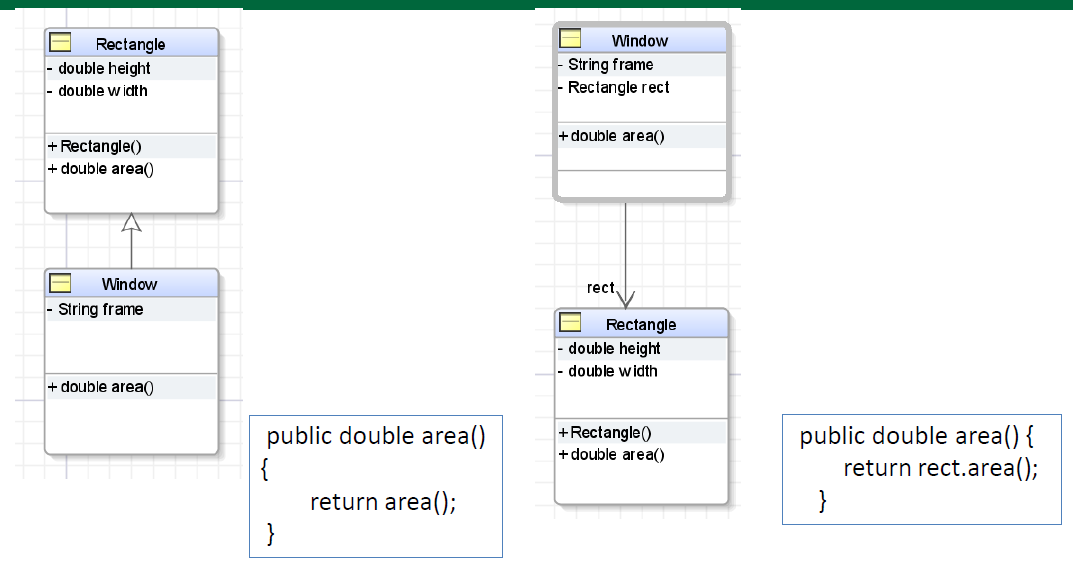 Rectangle
- double height
- double width
+ Rectangle()
+ double area()
Window
- String frame
+ double area()
public double area()
{
return area();
}
Window
- String frame
- Rectangle rect
+ double area()
rect
Rectangle
- double height
- double width
+ Rectangle()
+ double area()
public double area() {
return rect.area();
}